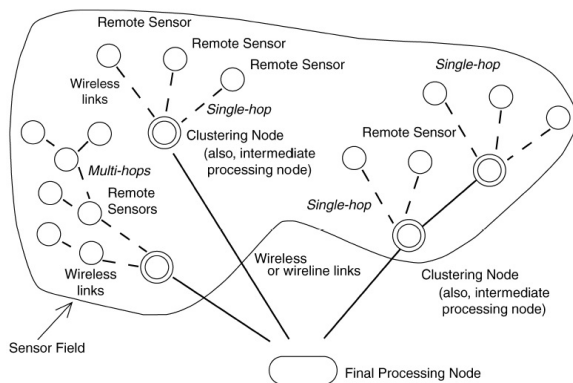 Remote Sensor
Remote Sensor
Remote Sensor
Wireless
links
Single-hop
Clustering Node
(also, intermediate
processing node)
Multi-hops
Remote
Sensors
Wireless
links
Single-hop
Remote Sensor
Single-hop
Wireless
or wireline links
Clustering Node
(also, intermediate
processing node)
Sensor Field
Final Processing Node